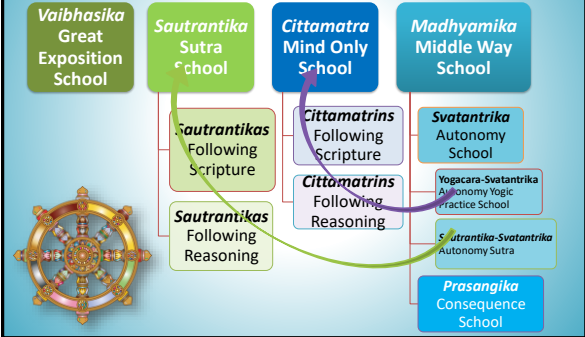 Vaibhasika
Great
Exposition
School
Sautrantika
Sutra
School
Cittamatra
Mind Only
School
Madhyamika
Middle Way
School
Sautrantikas
Following
Scripture
Sautrantikas
Following
Reasoning
Cittamatrins
Following
Scripture
Cittamatrins
Following
Reasoning
Svatantrika
Autonomy
School
Yogacara-Svatantrika
Autonomy Yogic
Practice School
Sautrantika-Svatantrika
Autonomy Sutra
Prasangika
Consequence
School